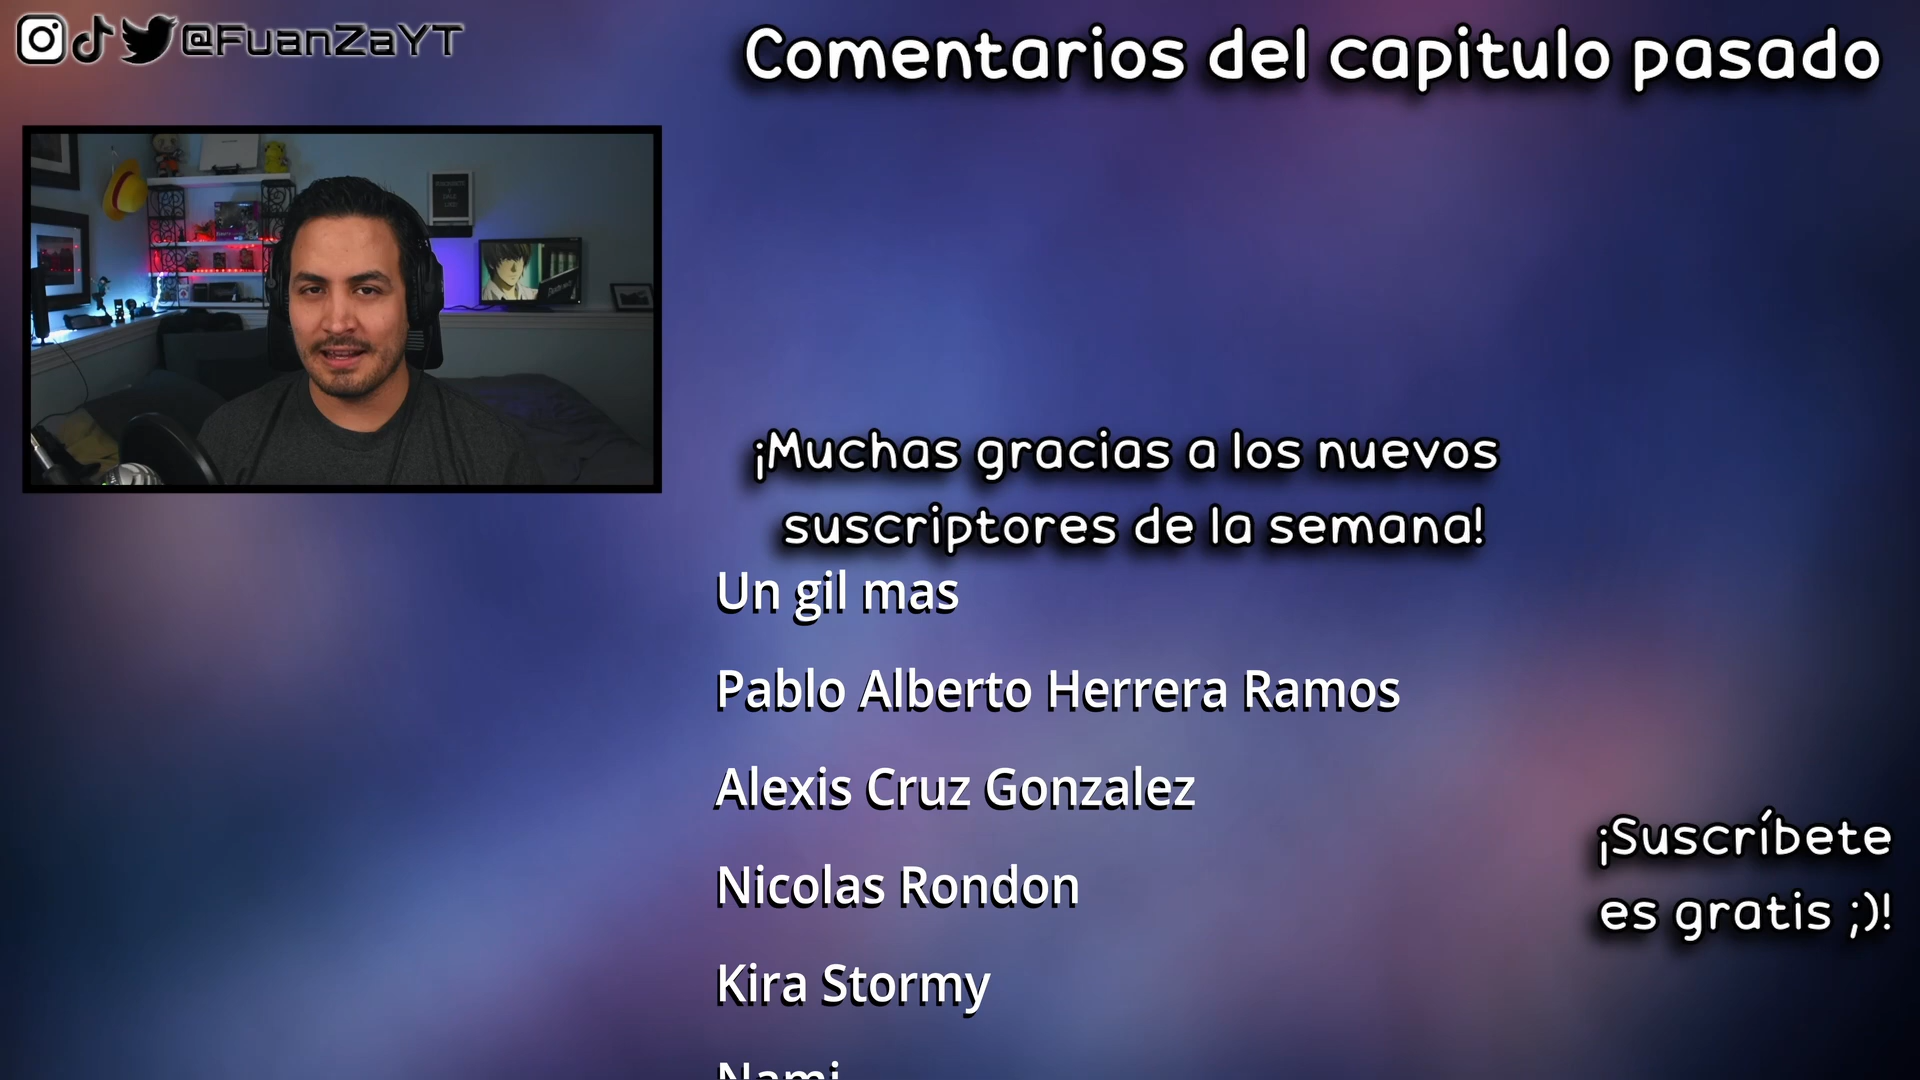 @FuanZaYT
Comentarios del capitulo pasado
¡Muchas gracias a los nuevos
suscriptores de la semana!
Un gil mas
Pablo Alberto Herrera Ramos
Alexis Cruz Gonzalez
Nicolas Rondon
Kira Stormy
Nami
¡Suscríbete
es gratis ;)!